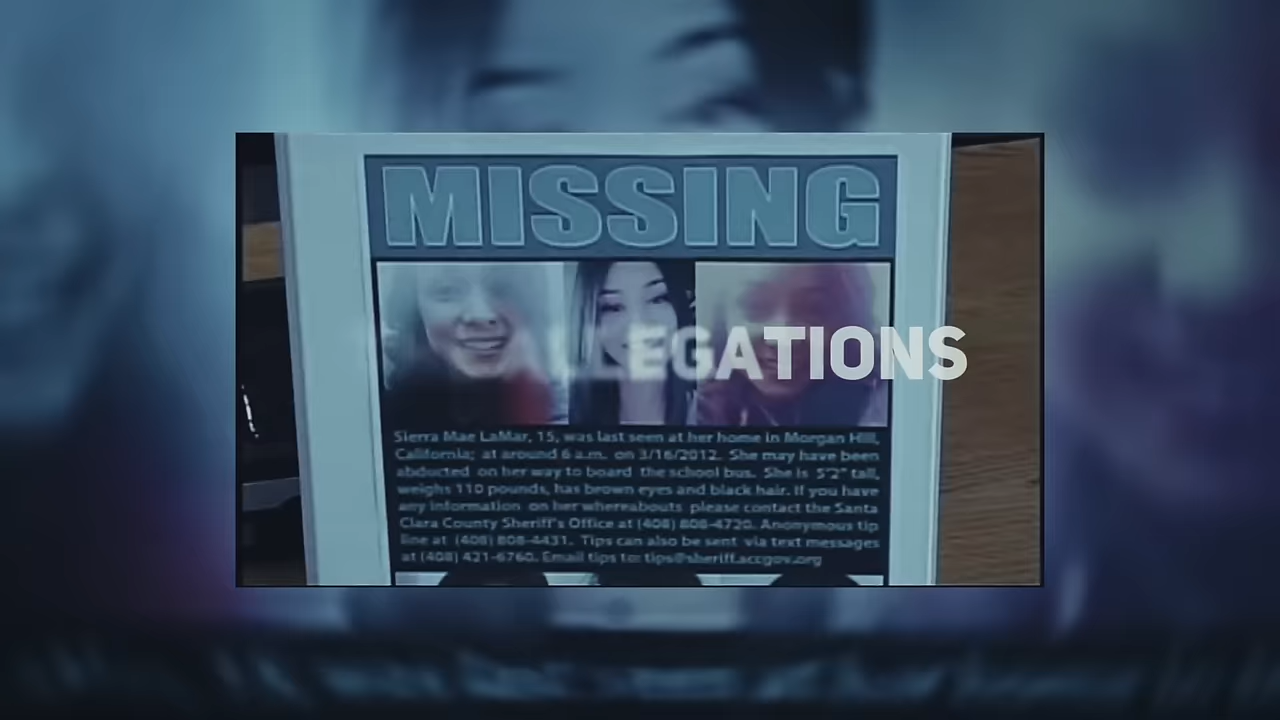 MISSING
LLEGATIONS
Sierra Mae LaMar, 15, was last seen at her home in Morgan Hill,
California; at around 6 a.m. on 3/16/2012. She may have been
abducted on her way to board the school bus. She is 5'2" tall,
weighs 110 pounds, has brown eyes and black hair. If you have
any information on her whereabouts please contact the Santa
Clara County Sheriff's Office at (408) 808-4720. Anonymous tip
line at (408) 808-4431. Tips can also be sent via text messages
at (408) 421-6760. Email tips to: tips@sheriff.sccgov.org